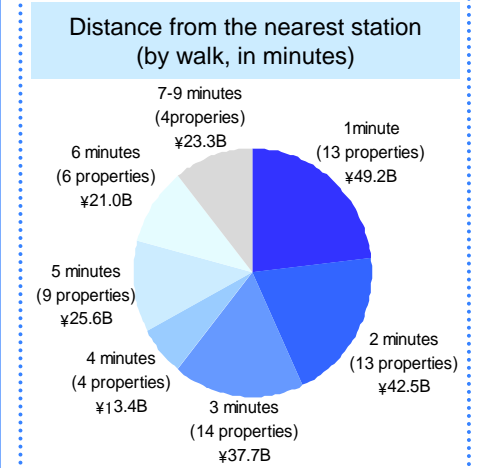 Distance from the nearest station
(by walk, in minutes)
1minute
(13 properties)
¥49.2B
2 minutes
(13 properties)
¥42.5B
3 minutes
(14 properties)
¥37.7B
4 minutes
(4 properties)
¥13.4B
5 minutes
(9 properties)
¥25.6B
6 minutes
(6 properties)
¥21.0B
7-9 minutes
(4properies)
¥23.3B